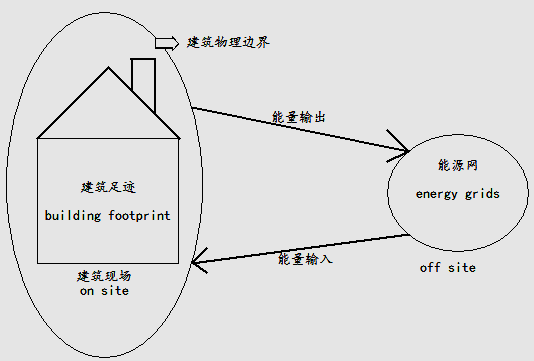 建筑物理边界
能量输出
能源网
energy grids
建筑足迹
building footprint
能量输入
off site
建筑现场
on site